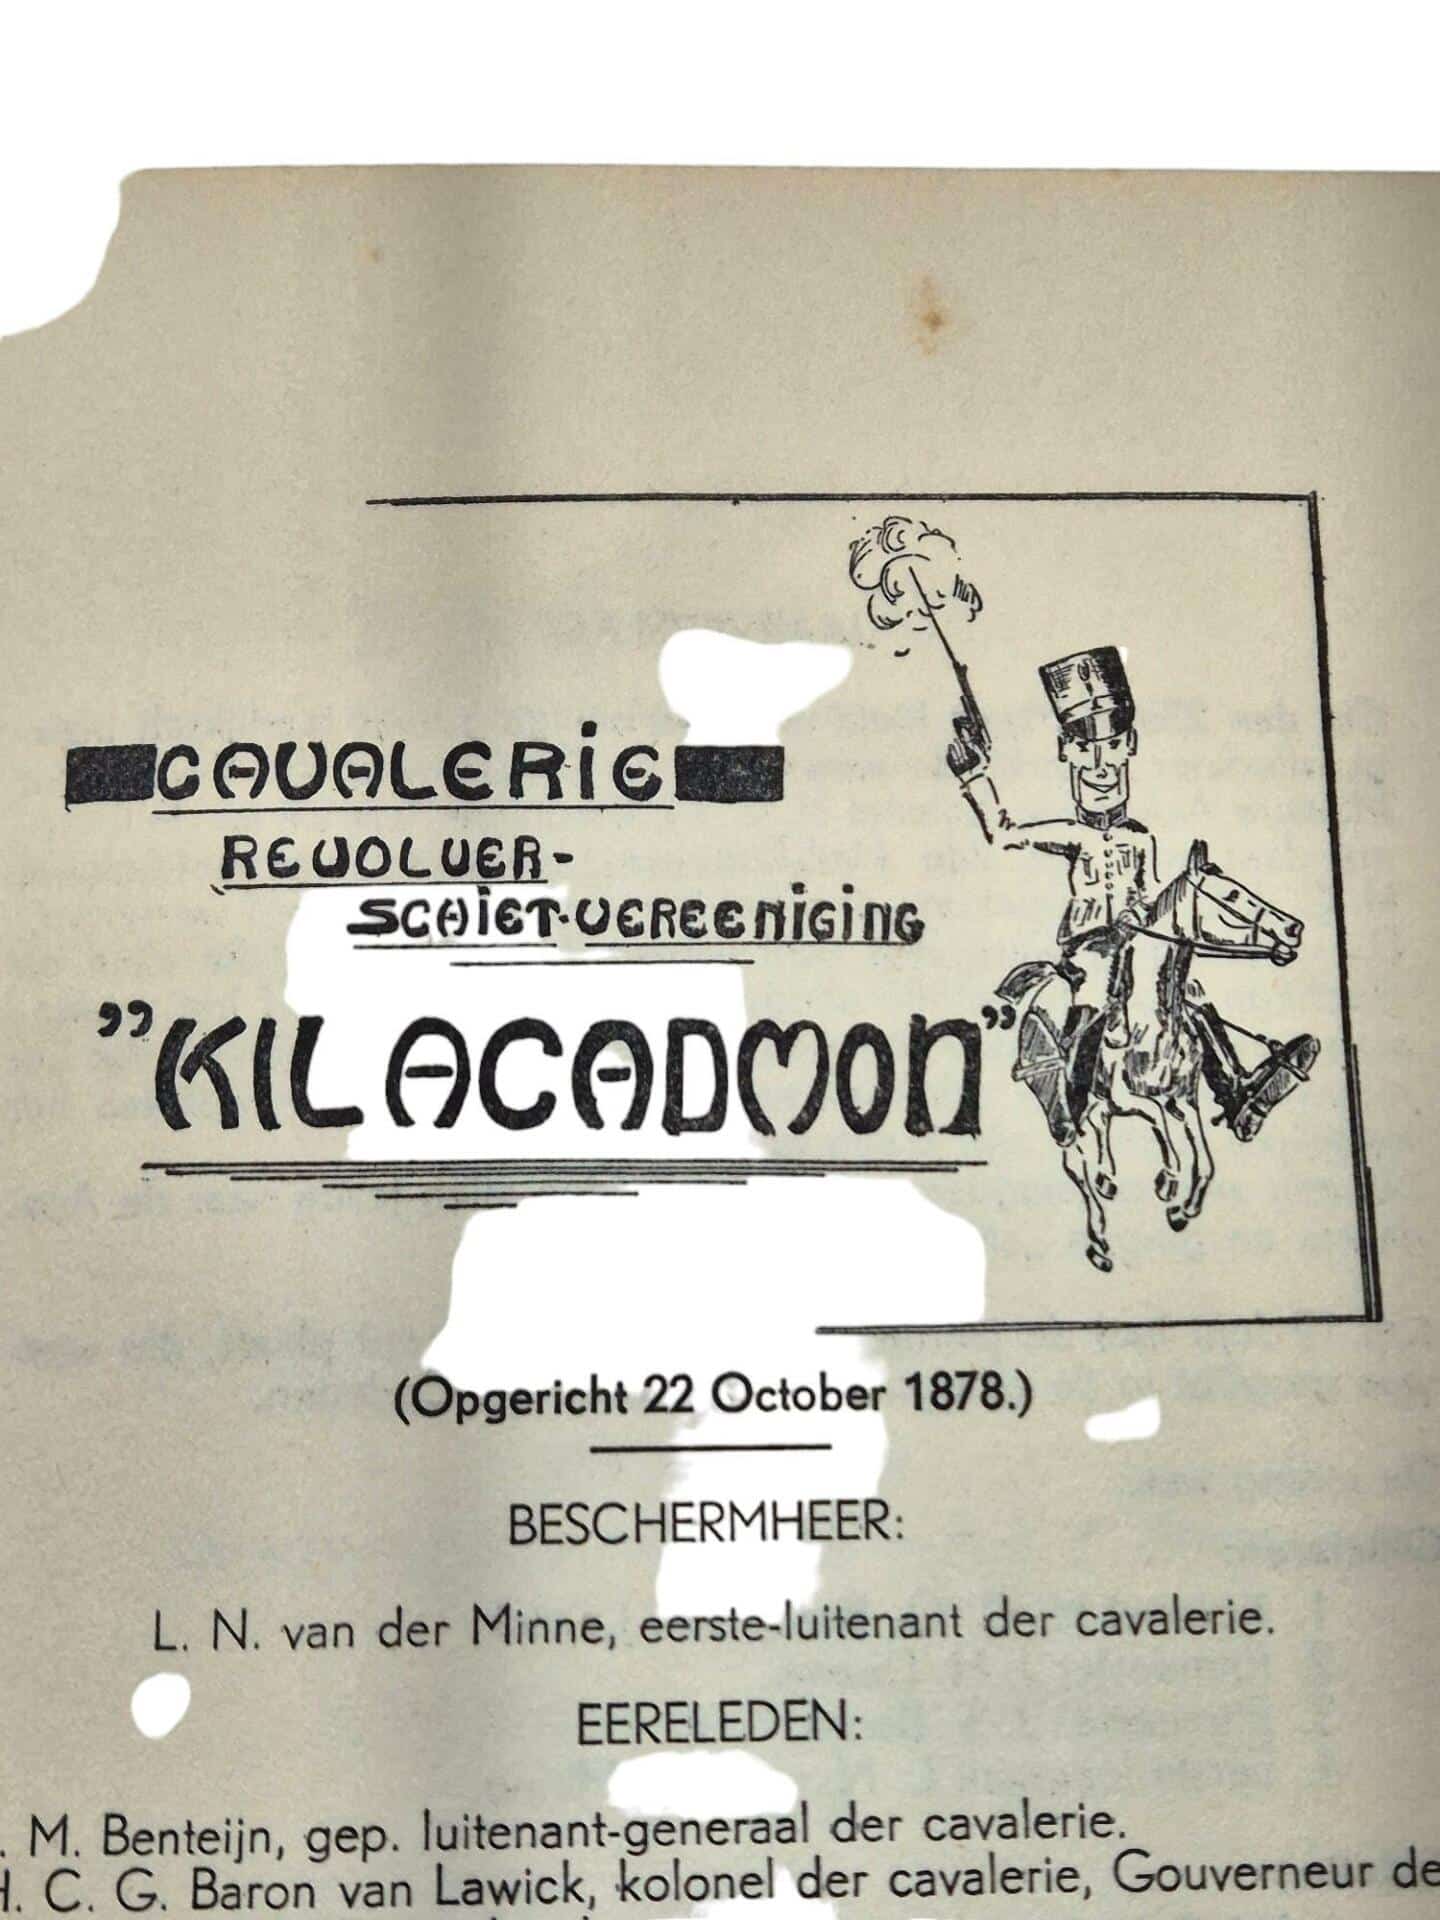 CAVALERIE
REVOLVER-
SCHIET-VEREENIGING
"KILACADMON"
(Opgericht 22 October 1878.)
BESCHERMHEER:
L. N. van der Minne, eerste-luitenant der cavalerie.
EERELEDEN:
. M. Benteijn, gep. luitenant-generaal der cavalerie.
H. C. G. Baron van Lawick, kolonel der cavalerie, Gouverneur de